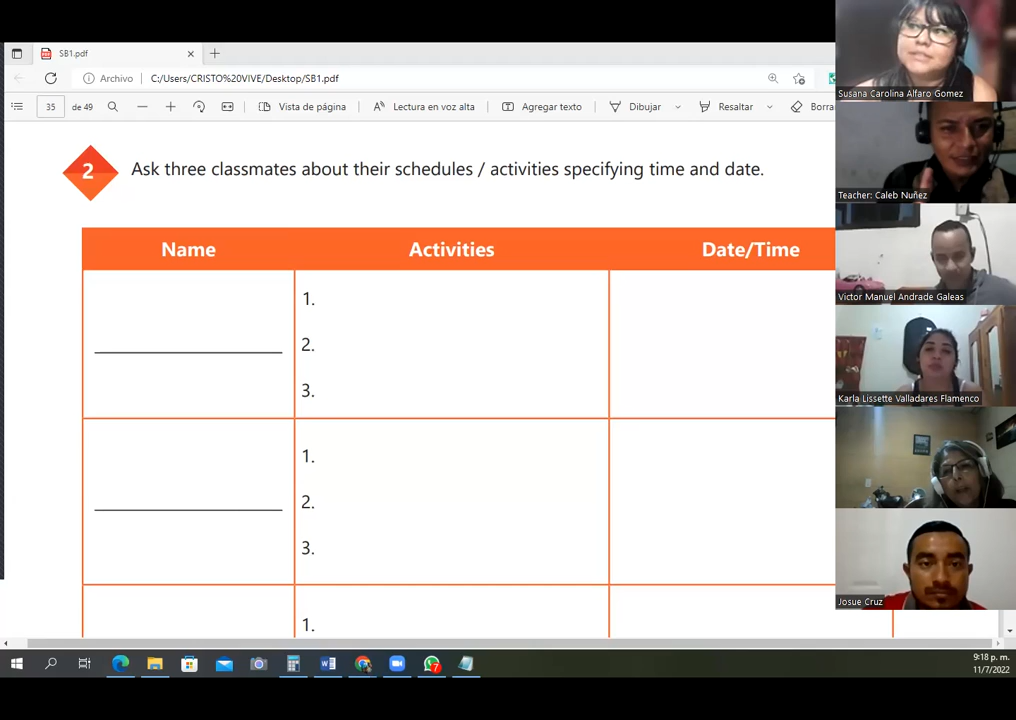 SB1.pdf
Archivo
C:/Users/CRISTO%20VIVE/Desktop/SB1.pdf
35
de 49
Vista de página
Lectura en voz alta
Agregar texto
Dibujar
Resaltar
Borra
2
Ask three classmates about their schedules / activities specifying time and date.
Name
Activities
Date/Time
1.
2.
3.
1.
2.
3.
1.
Susana Carolina Alfaro Gomez
Teacher: Caleb Nuñez
Victor Manuel Andrade Galeas
Karla Lissette Valladares Flamenco
Josue Cruz
7
9:18 p. m.
11/7/2022